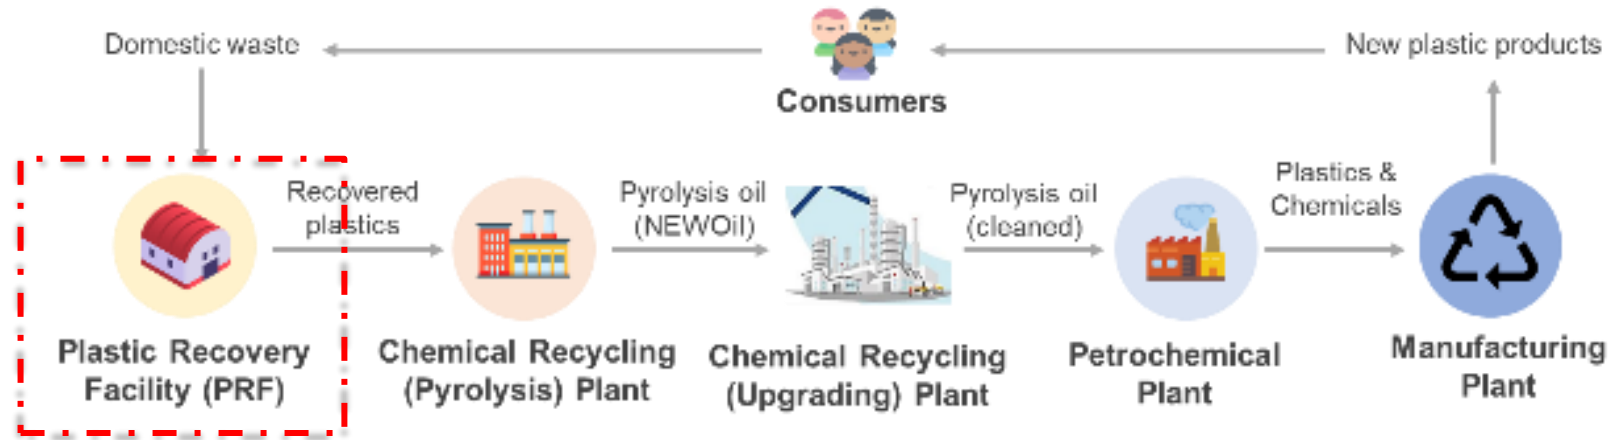 Domestic waste
Consumers
New plastic products
Recovered
plastics
Pyrolysis oil
(NEWOil)
Pyrolysis oil
(cleaned)
Plastics &
Chemicals
Plastic Recovery
Facility (PRF)
Chemical Recycling
(Pyrolysis) Plant
Chemical Recycling
(Upgrading) Plant
Petrochemical
Plant
Manufacturing
Plant